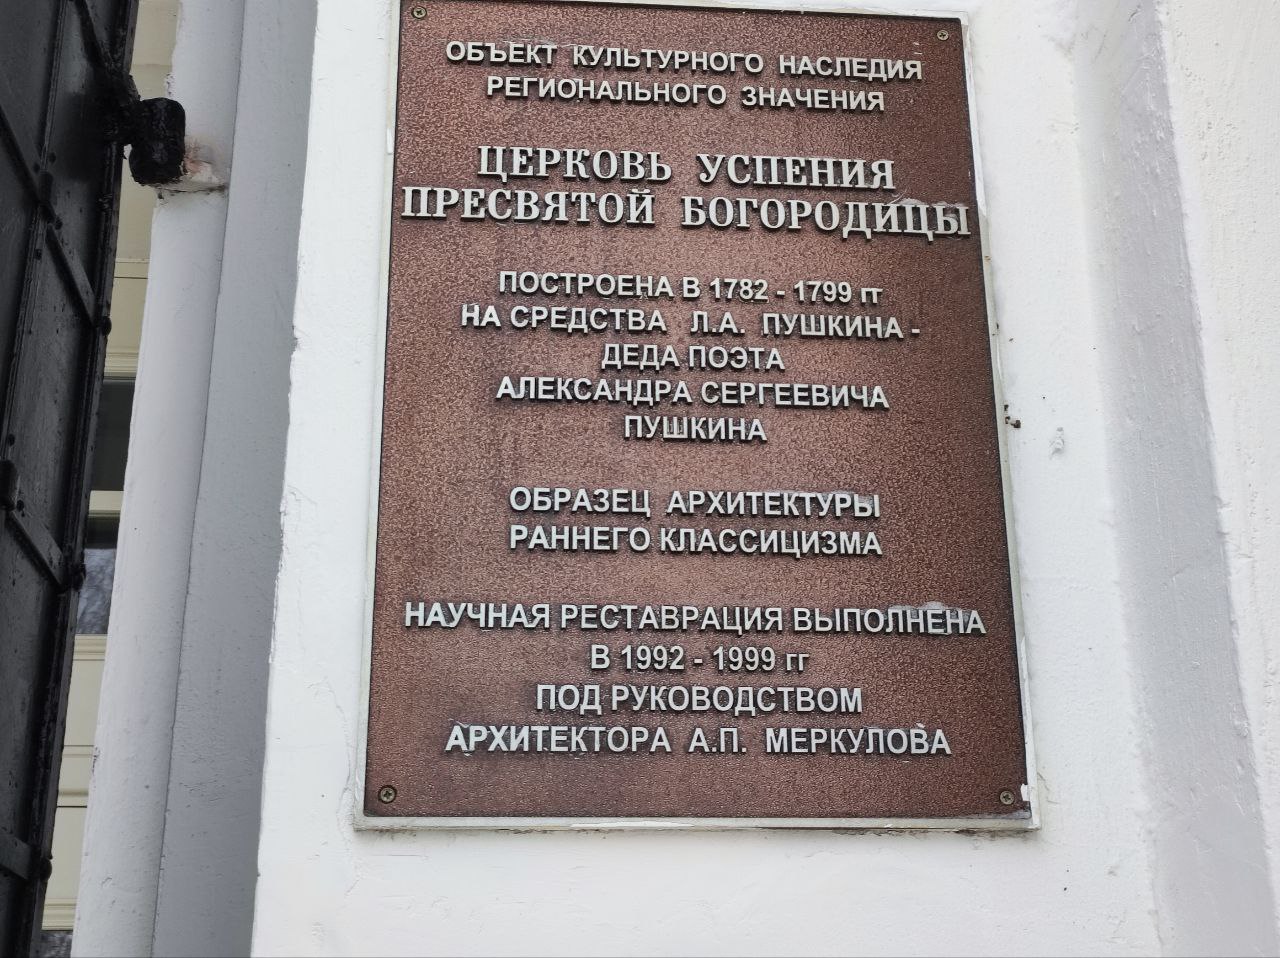 ОБЪЕКТ КУЛЬТУРНОГО НАСЛЕДИЯ
РЕГИОНАЛЬНОГО ЗНАЧЕНИЯ
ЦЕРКОВЬ УСПЕНИЯ
ПРЕСВЯТОЙ БОГОРОДИЦЫ
ПОСТРОЕНА В 1782 - 1799 гг
НА СРЕДСТВА Л.А. ПУШКИНА -
ДЕДА ПОЭТА
АЛЕКСАНДРА СЕРГЕЕВИЧА
ПУШКИНА
ОБРАЗЕЦ АРХИТЕКТУРЫ
РАННЕГО КЛАССИЦИЗМА
НАУЧНАЯ РЕСТАВРАЦИЯ ВЫПОЛНЕНА
В 1992 - 1999 гг
ПОД РУКОВОДСТВОМ
АРХИТЕКТОРА А.П. МЕРКУЛОВА